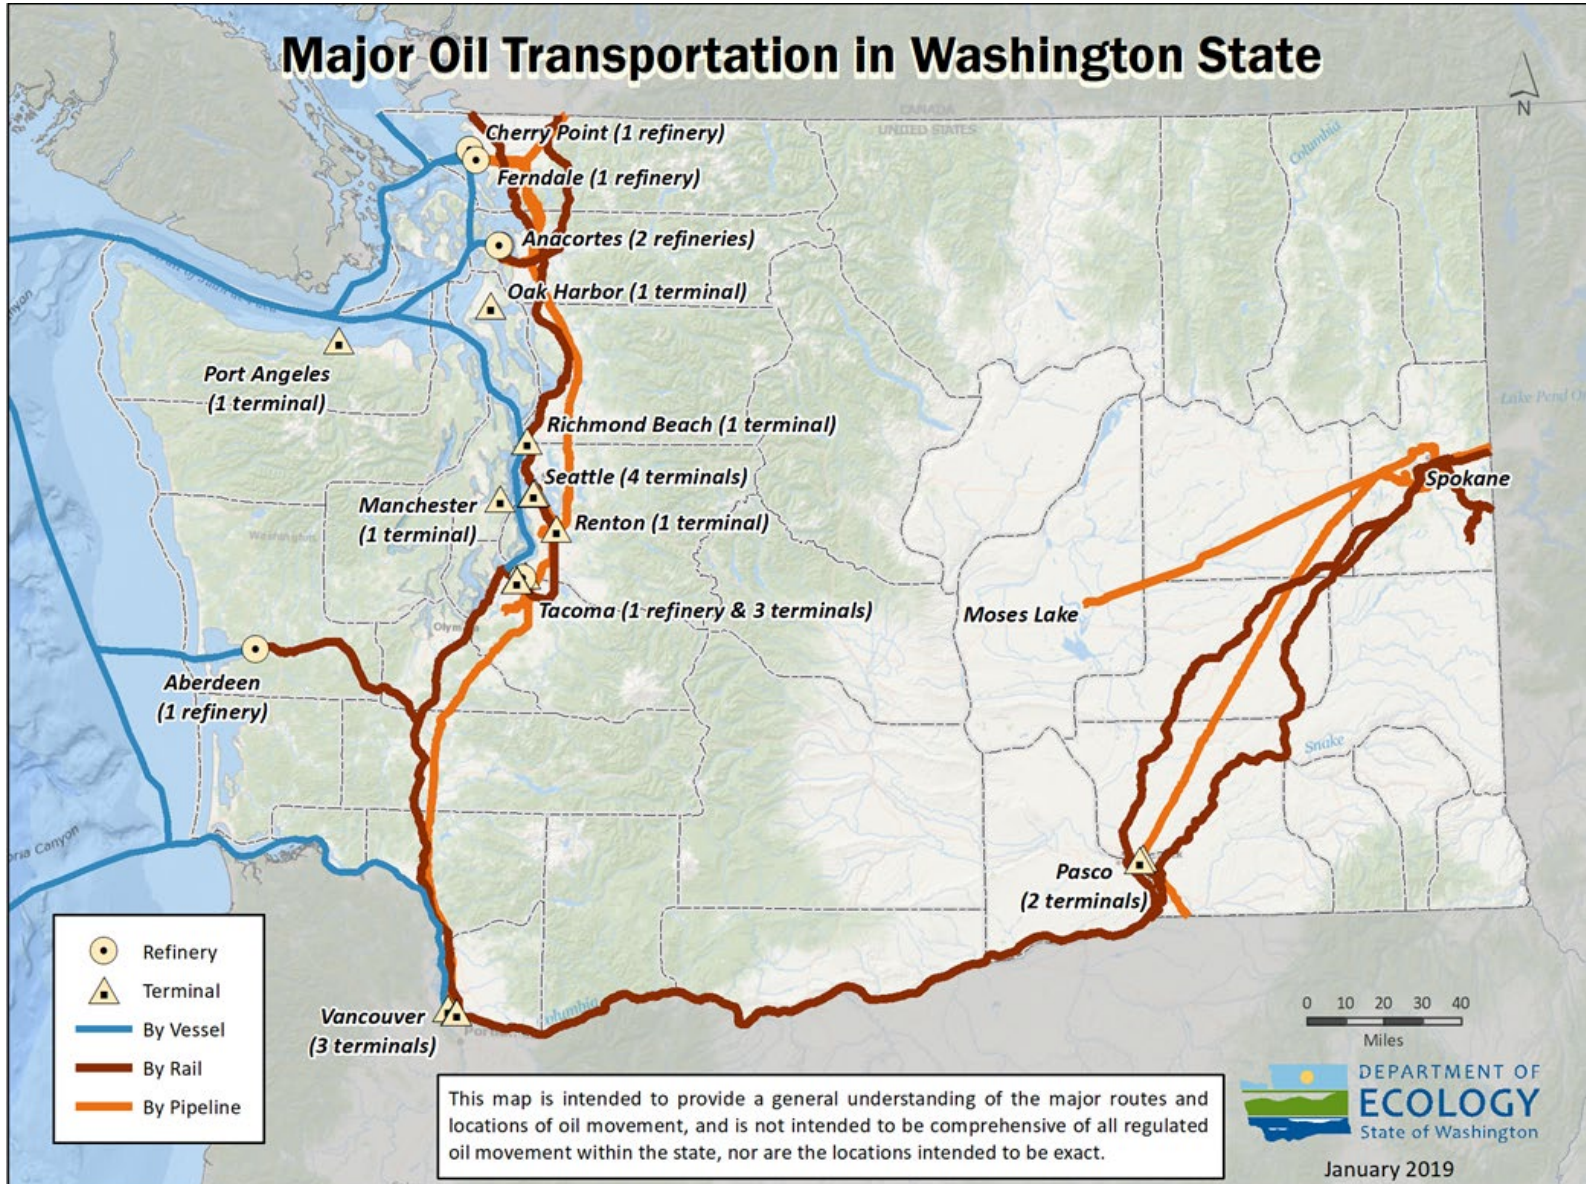 Major Oil Transportation in Washington State
N
CANADA
UNITED STATES
Columbia
Cherry Point (1 refinery)
Ferndale (1 refinery)
Anacortes (2 refineries)
Oak Harbor (1 terminal)
Port Angeles
(1 terminal)
Richmond Beach (1 terminal)
Seattle (4 terminals)
Manchester
(1 terminal)
Renton (1 terminal)
Washington
Spokane
Tacoma (1 refinery & 3 terminals)
Moses Lake
Aberdeen
(1 refinery)
Snake
Pasco
(2 terminals)
Columbia
Vancouver
(3 terminals)
Refinery
Terminal
By Vessel
By Rail
By Pipeline
0 10 20 30 40
Miles
This map is intended to provide a general understanding of the major routes and
locations of oil movement, and is not intended to be comprehensive of all regulated
oil movement within the state, nor are the locations intended to be exact.
DEPARTMENT OF
ECOLOGY
State of Washington
January 2019